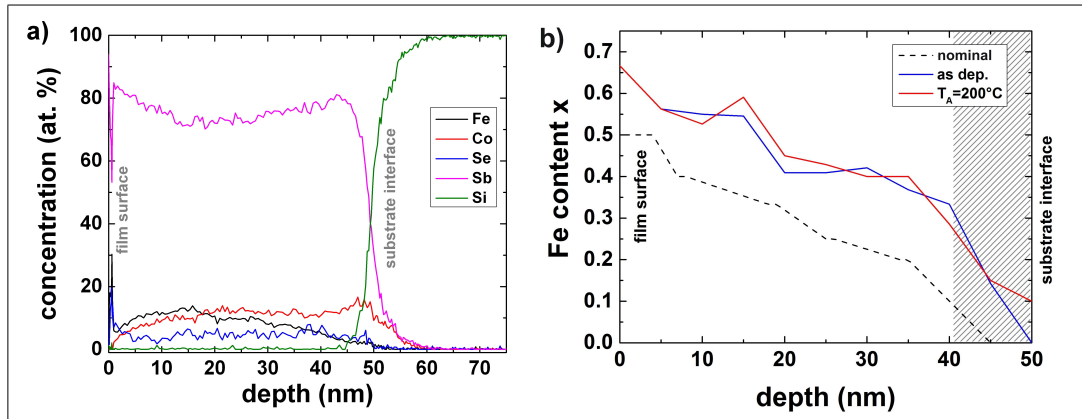 a)
100
80
60
40
20
0
concentration (at. %)
film surface
substrate interface
Fe
Co
Se
Sb
Si
0 10 20 30 40 50 60 70
depth (nm)
b)
0.7
0.6
0.5
0.4
0.3
0.2
0.1
0.0
Fe content x
film surface
nominal
as dep.
T_A=200°C
substrate interface
0 10 20 30 40 50
depth (nm)